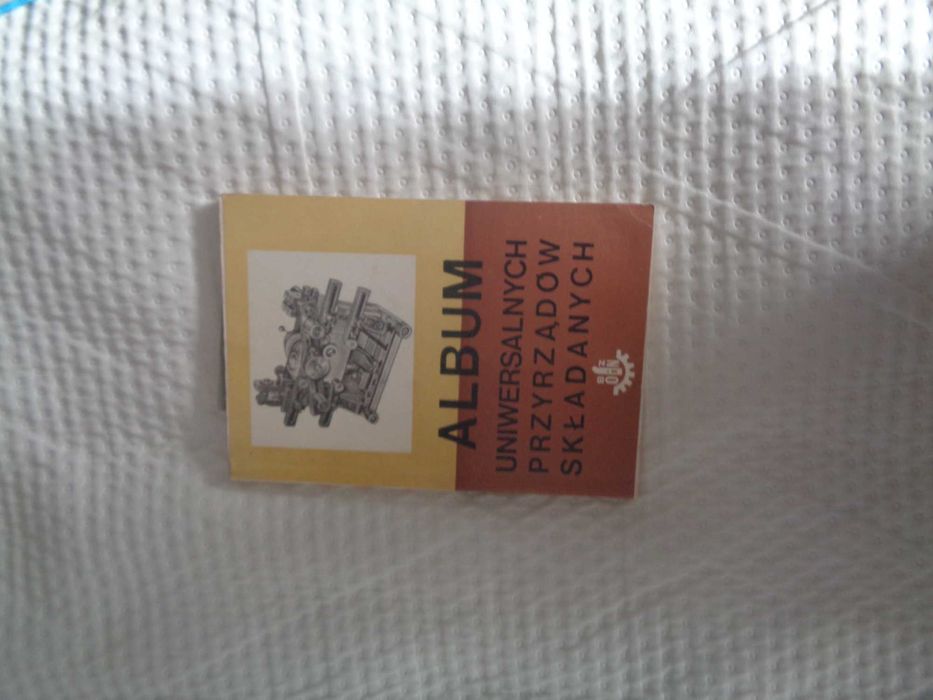 ALBUM
UNIWERSALNYCH
PRZYRZĄDÓW
SKŁADANYCH